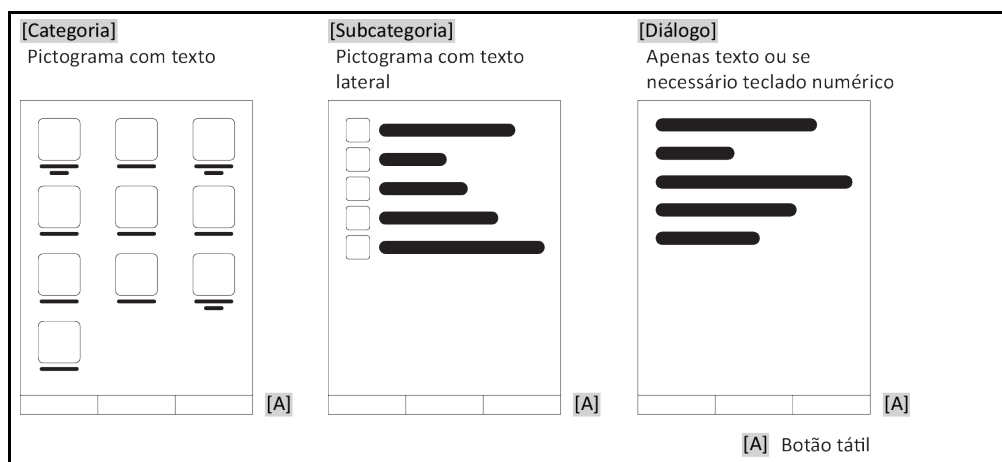 [Categoria]
Pictograma com texto
[Subcategoria]
Pictograma com texto
lateral
[Diálogo]
Apenas texto ou se
necessário teclado numérico
[A]
[A]
[A]
[A] Botão tátil